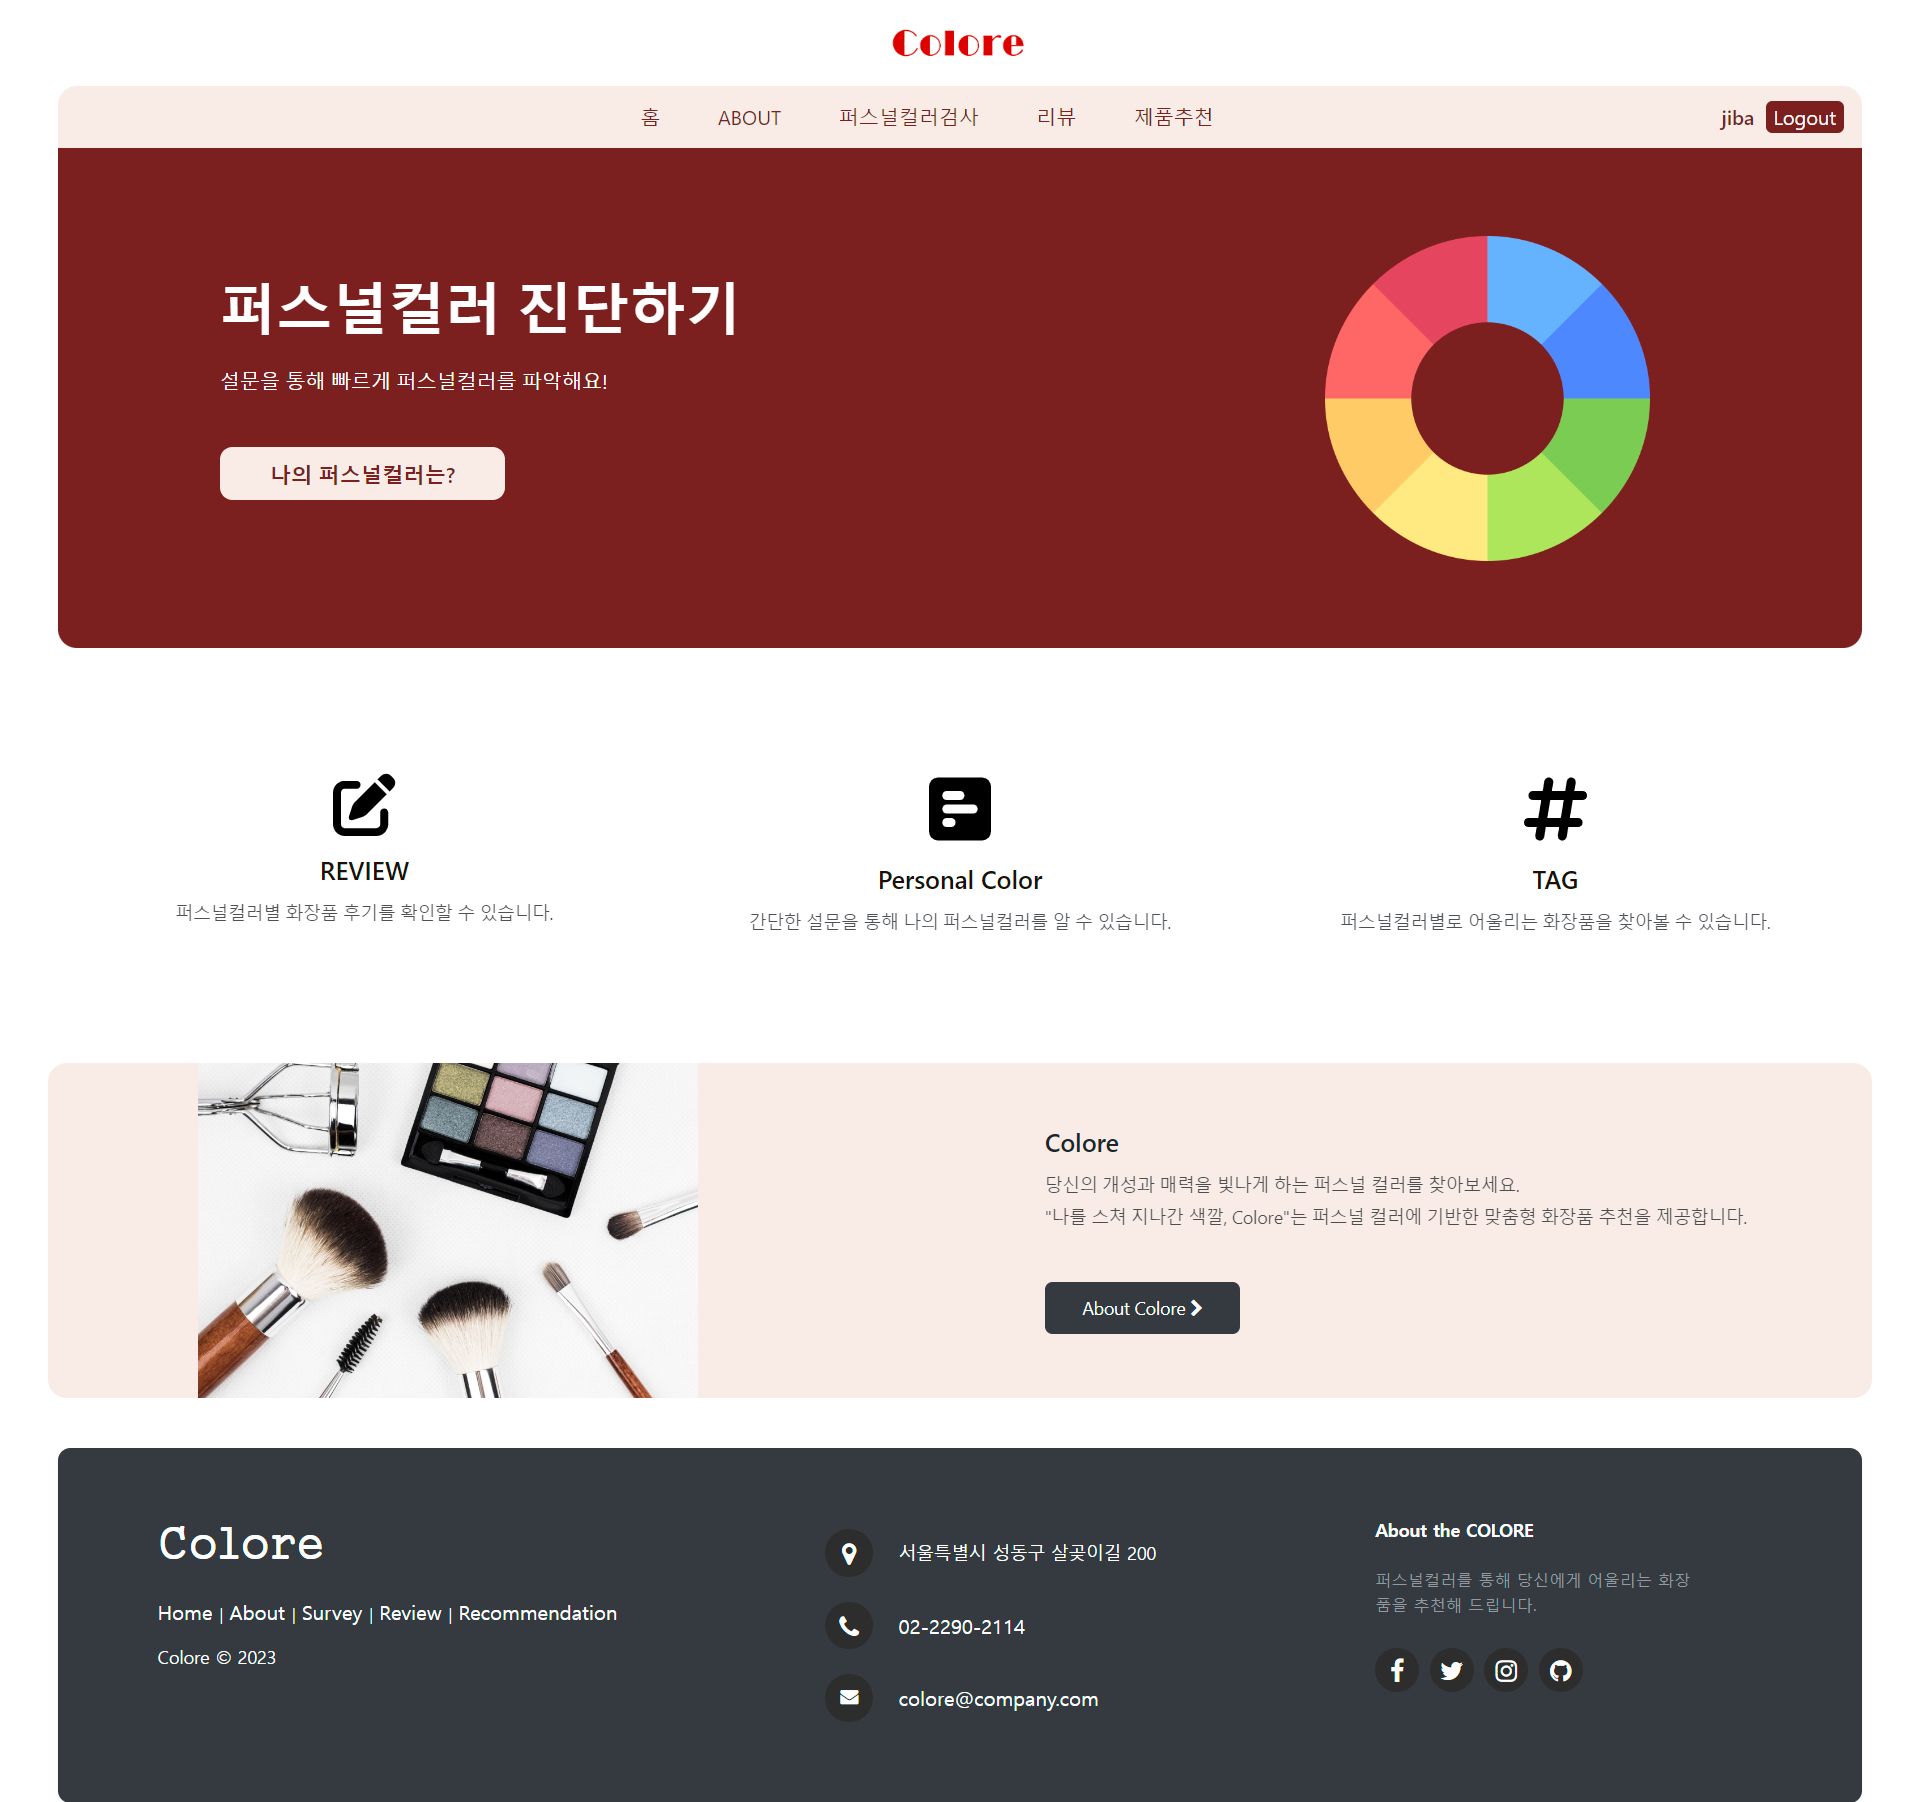 Colore
홈 ABOUT 퍼스널컬러검사 리뷰 제품추천 jiba Logout
퍼스널컬러 진단하기
설문을 통해 빠르게 퍼스널컬러를 파악해요!
나의 퍼스널컬러는?
REVIEW
퍼스널컬러별 화장품 후기를 확인할 수 있습니다.
Personal Color
간단한 설문을 통해 나의 퍼스널컬러를 알 수 있습니다.
TAG
퍼스널컬러별로 어울리는 화장품을 찾아볼 수 있습니다.
Colore
당신의 개성과 매력을 빛나게 하는 퍼스널 컬러를 찾아보세요.
"나를 스쳐 지나간 색깔, Colore"는 퍼스널 컬러에 기반한 맞춤형 화장품 추천을 제공합니다.
About Colore
Colore
Home | About | Survey | Review | Recommendation
Colore © 2023
서울특별시 성동구 살곶이길 200
02-2290-2114
colore@company.com
About the COLORE
퍼스널컬러를 통해 당신에게 어울리는 화장
품을 추천해 드립니다.